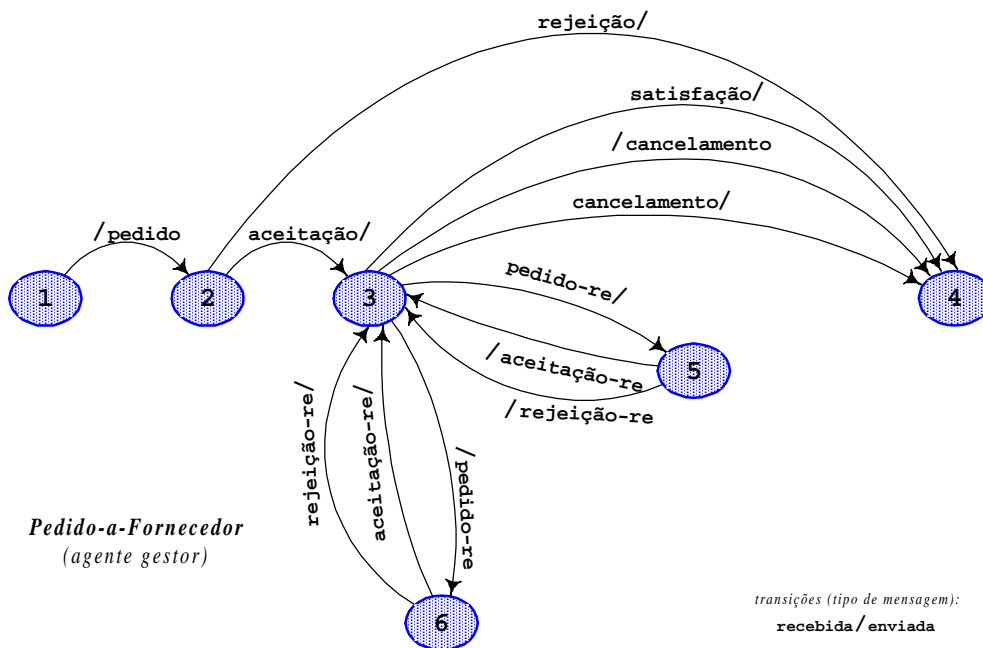 rejeição/
satisfação/
/cancelamento
cancelamento/
/pedido
aceitação/
pedido-re/
1
2
3
4
/aceitação-re
5
/rejeição-re
rejeição-re/
aceitação-re/
/pedido-re
Pedido-a-Fornecedor
(agente gestor)
6
transições (tipo de mensagem):
recebida/enviada